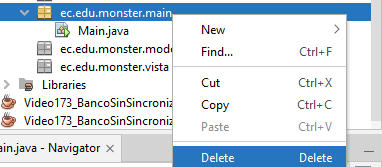 ec.edu.monster.main
Main.java
ec.edu.monster.mode
ec.edu.monster.vista
Libraries
Video173_BancoSinSincroniz
Video173_BancoSinSincroniz
ain.java - Navigator
New
Find... Ctrl+F
Cut Ctrl+X
Copy Ctrl+C
Paste Ctrl+V
Delete Delete